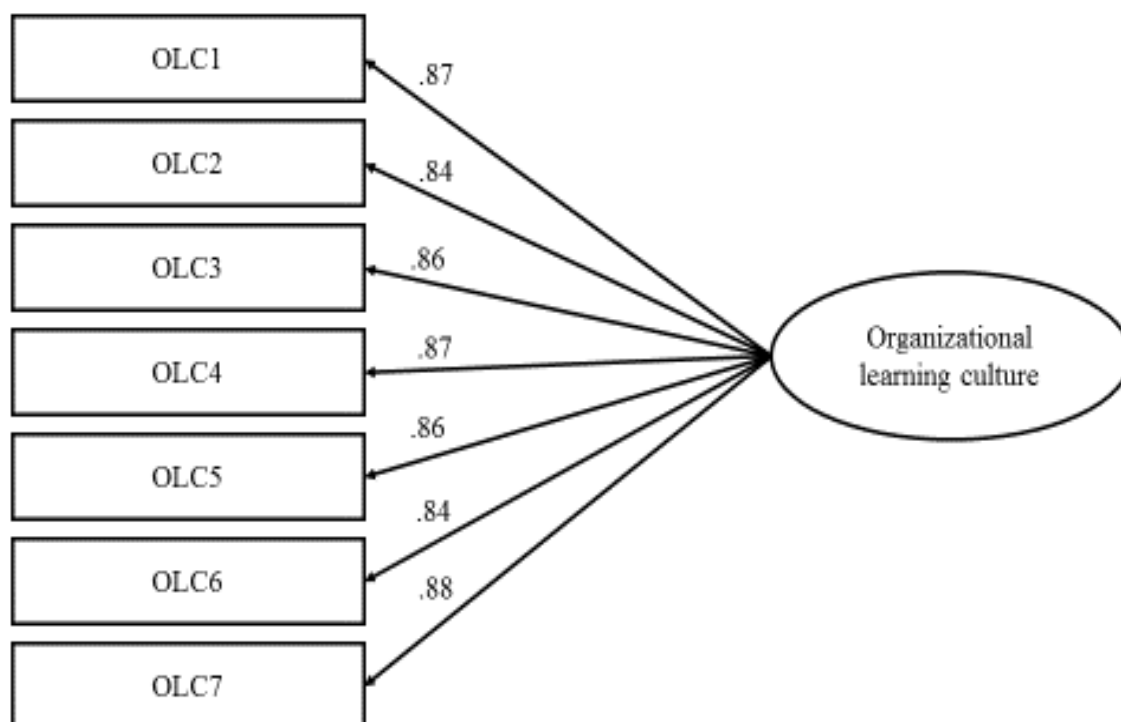 OLC1
.87
OLC2
.84
OLC3
.86
OLC4
.87
OLC5
.86
OLC6
.84
OLC7
.88
Organizational
learning culture